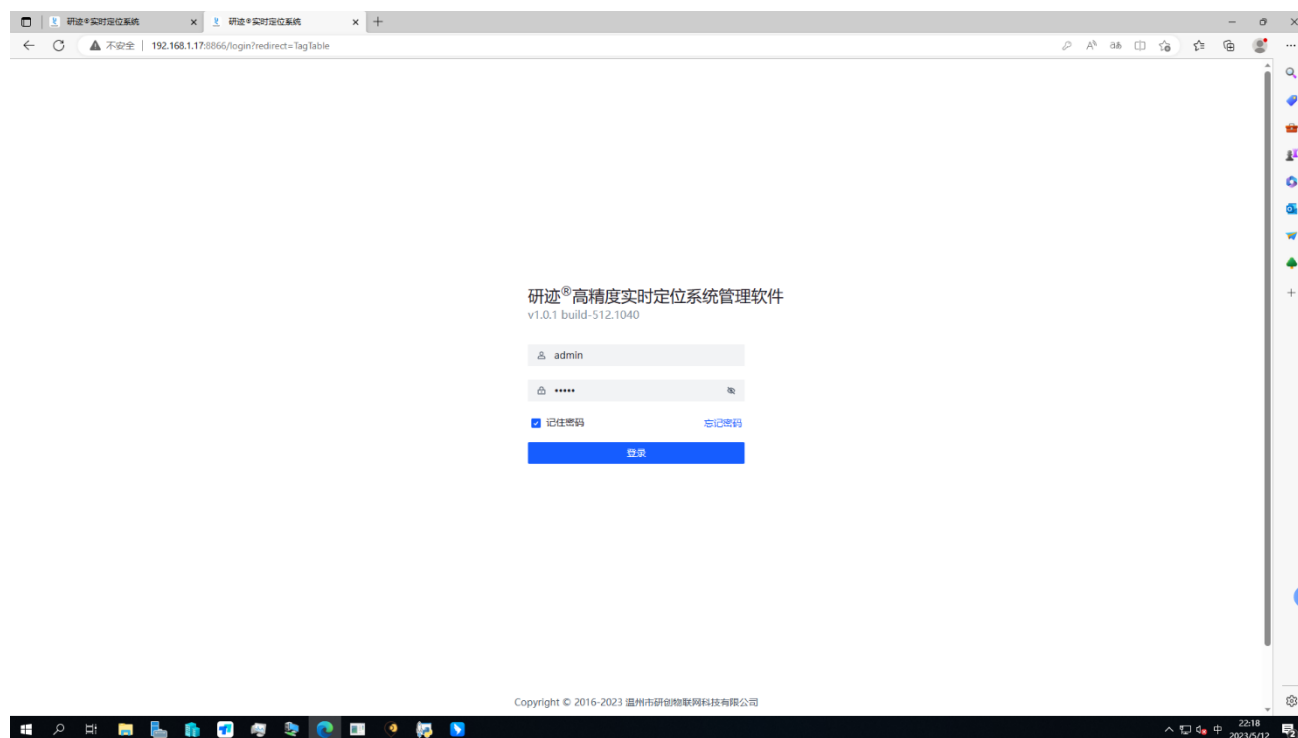 研迹®实时定位系统
研迹®实时定位系统
不安全 | 192.168.1.17:8866/login?redirect=TagTable
研迹®高精度实时定位系统管理软件
v1.0.1 build-512.1040
admin
•••••
记住密码 忘记密码
登录
Copyright © 2016-2023 温州市研创物联网科技有限公司
中 22:18
2023/5/12